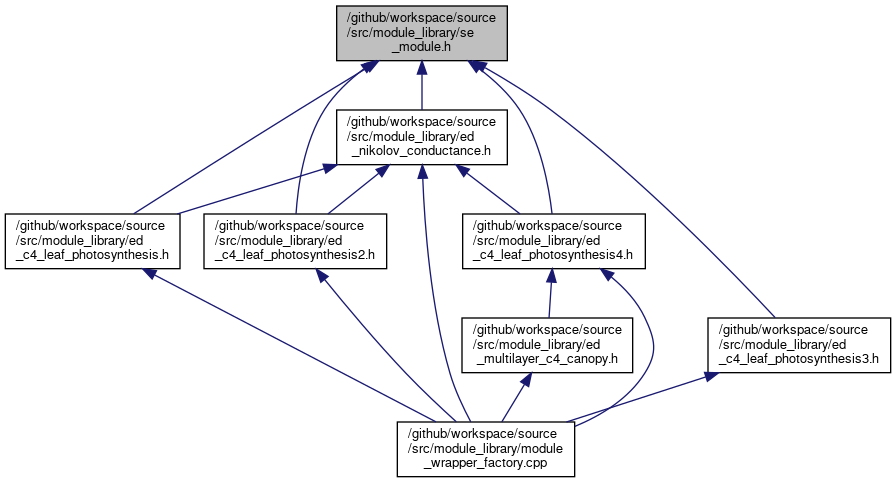 /github/workspace/source
/src/module_library/se
_module.h
/github/workspace/source
/src/module_library/ed
_nikolov_conductance.h
/github/workspace/source
/src/module_library/ed
_c4_leaf_photosynthesis.h
/github/workspace/source
/src/module_library/ed
_c4_leaf_photosynthesis2.h
/github/workspace/source
/src/module_library/ed
_c4_leaf_photosynthesis4.h
/github/workspace/source
/src/module_library/ed
_multilayer_c4_canopy.h
/github/workspace/source
/src/module_library/ed
_c4_leaf_photosynthesis3.h
/github/workspace/source
/src/module_library/module
_wrapper_factory.cpp